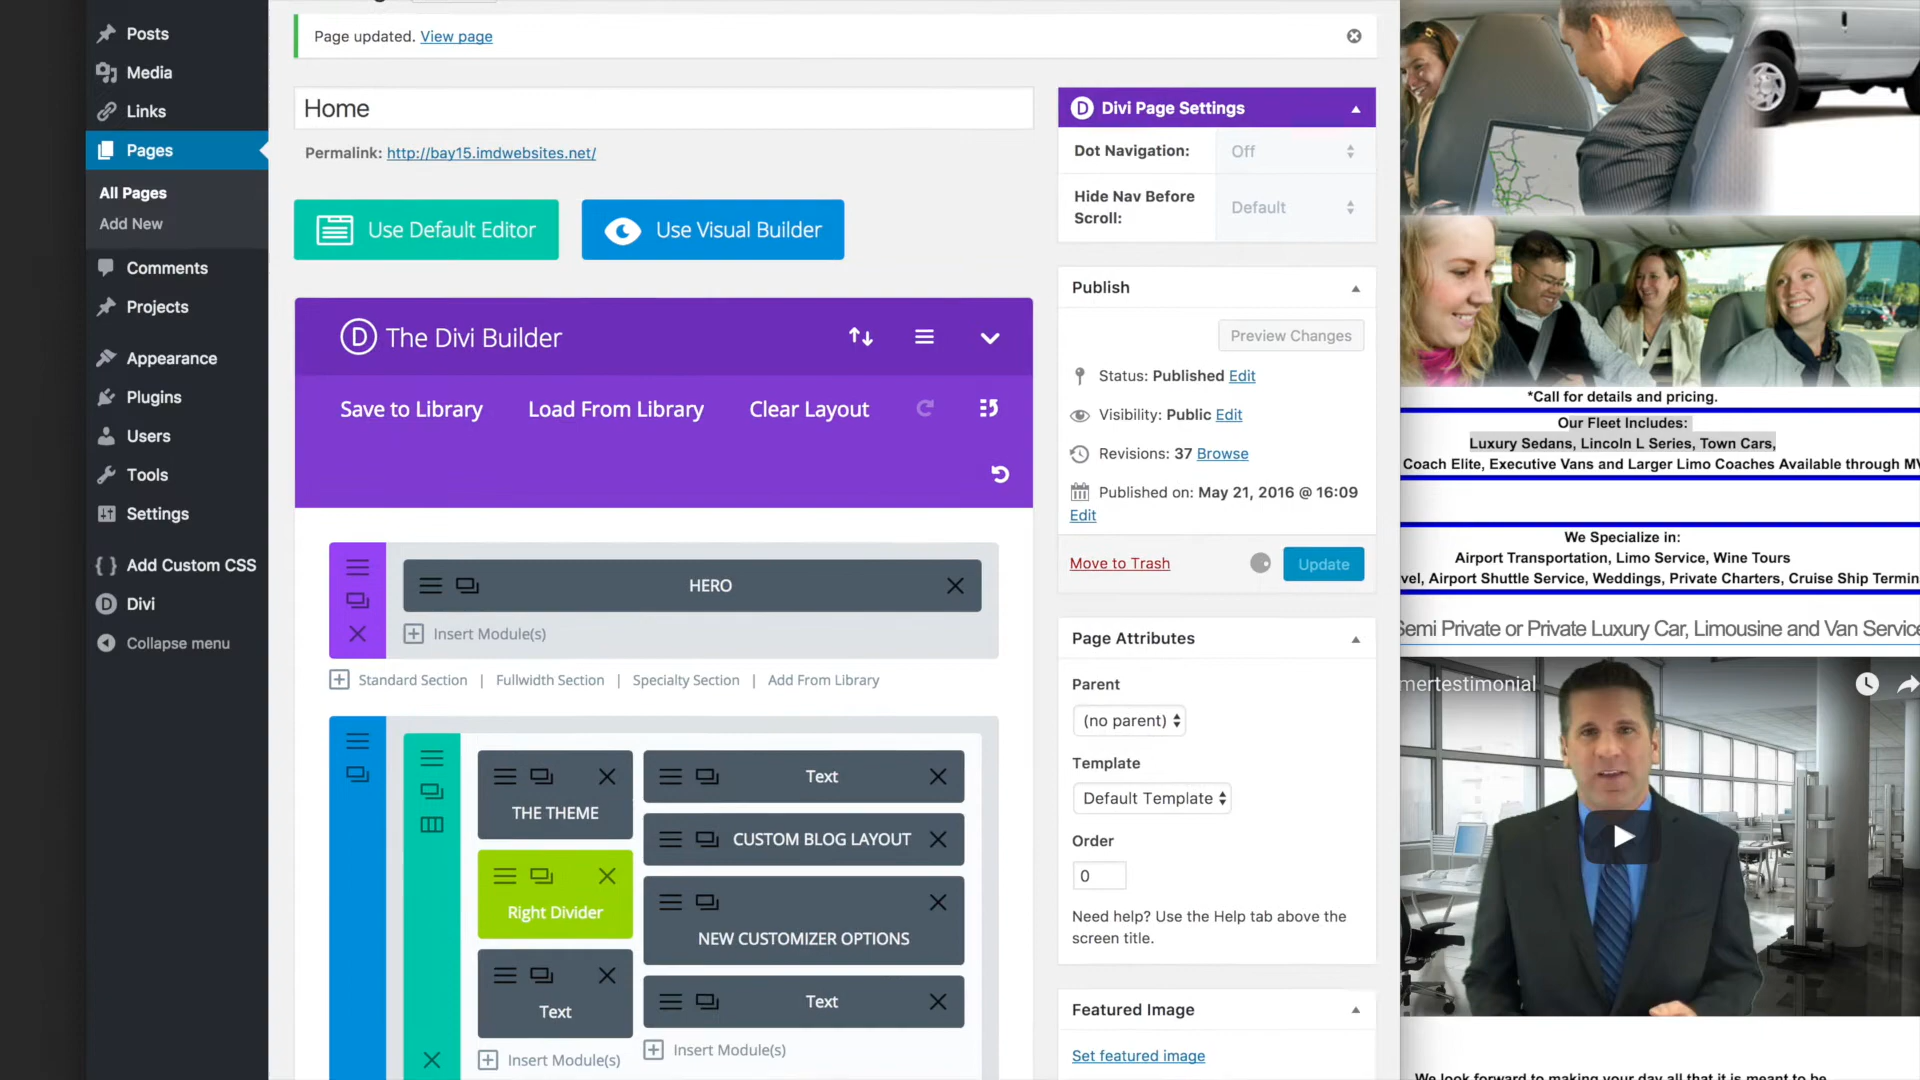 Posts
Media
Links
Pages
All Pages
Add New
Comments
Projects
Appearance
Plugins
Users
Tools
Settings
Add Custom CSS
Divi
Collapse menu
Page updated. View page
Home
Permalink: http://bay15.imdwebsites.net/
Use Default Editor
Use Visual Builder
The Divi Builder
Save to Library
Load From Library
Clear Layout
HERO
Insert Module(s)
Standard Section | Fullwidth Section | Specialty Section | Add From Library
THE THEME
Right Divider
Text
Insert Module(s)
Text
CUSTOM BLOG LAYOUT
NEW CUSTOMIZER OPTIONS
Text
Insert Module(s)
Divi Page Settings
Dot Navigation: Off
Hide Nav Before
Scroll:
Default
Publish
Preview Changes
Status: Published Edit
Visibility: Public Edit
Revisions: 37 Browse
Published on: May 21, 2016 @ 16:09
Edit
Move to Trash
Update
Page Attributes
Parent
(no parent)
Template
Default Template
Order
0
Need help? Use the Help tab above the
screen title.
Featured Image
Set featured image
*Call for details and pricing.
Our Fleet Includes:
Luxury Sedans, Lincoln L Series, Town Cars,
Coach Elite, Executive Vans and Larger Limo Coaches Available through MV
We Specialize in:
Airport Transportation, Limo Service, Wine Tours
vel, Airport Shuttle Service, Weddings, Private Charters, Cruise Ship Termin
Semi Private or Private Luxury Car, Limousine and Van Service
mertestimonial
We look forward to making your day all that it is meant to be